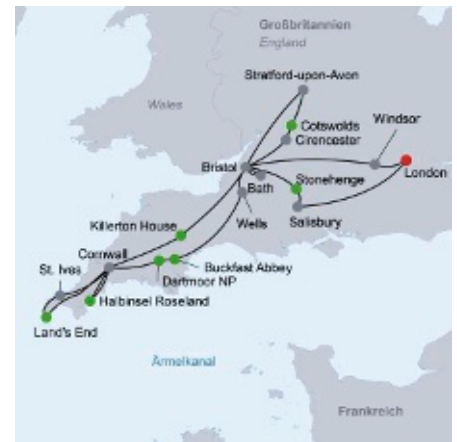 Großbritannien
England
Stratford-upon-Avon
Wales
Windsor
Cotswolds
Cirencester
Bristol
London
Bath
Stonehenge
Salisbury
Wells
Killerton House
Cornwall
St. Ives
Buckfast Abbey
Dartmoor NP
Halbinsel Roseland
Land's End
Ärmelkanal
Frankreich